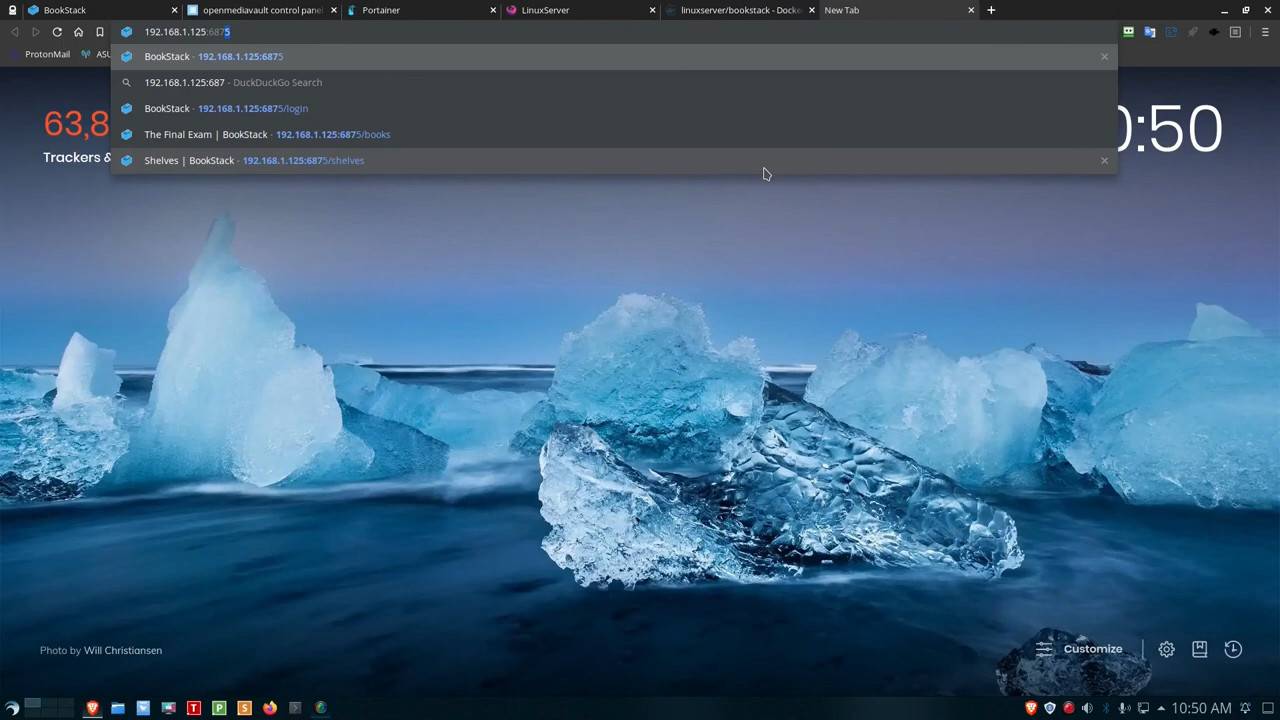 BookStack
openmediavault control panel
Portainer
LinuxServer
linuxserver/bookstack - Docke
New Tab
192.168.1.125:6875
ProtonMail
ASU
BookStack - 192.168.1.125:6875
192.168.1.125:687 - DuckDuckGo Search
BookStack - 192.168.1.125:6875/login
The Final Exam | BookStack - 192.168.1.125:6875/books
Shelves | BookStack - 192.168.1.125:6875/shelves
63,8
Trackers &
0:50
Photo by Will Christiansen
Customize
T
P
S
10:50 AM